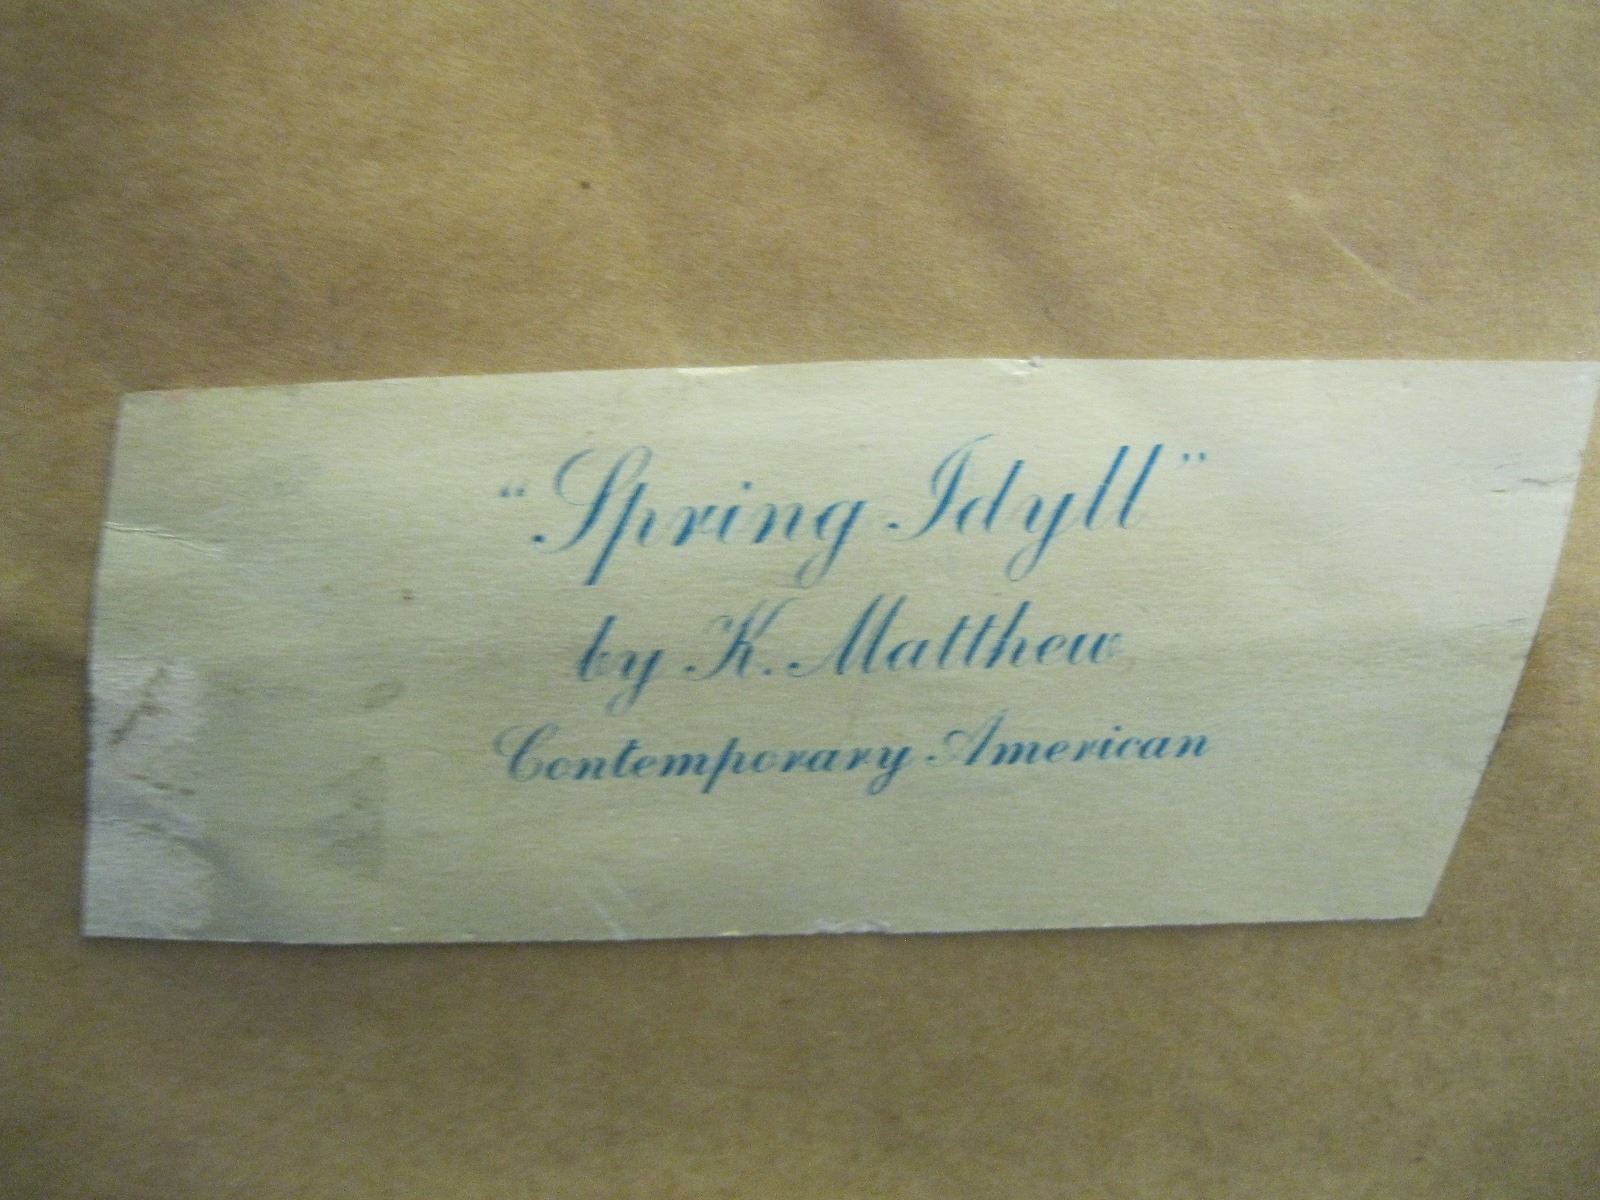 "Spring Idyll"
by K. Matthew
Contemporary American